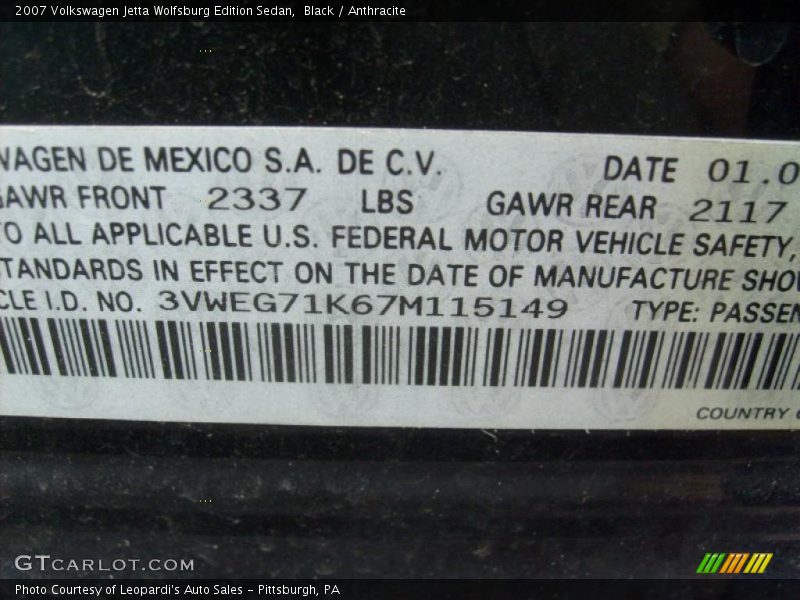 2007 Volkswagen Jetta Wolfsburg Edition Sedan,  Black / Anthracite
WAGEN DE MEXICO S.A. DE C.V. DATE 01.0
GAWR FRONT 2337 LBS GAWR REAR 2117
TO ALL APPLICABLE U.S. FEDERAL MOTOR VEHICLE SAFETY,
STANDARDS IN EFFECT ON THE DATE OF MANUFACTURE SHO
CLE I.D. NO. 3VWEG71K67M115149 TYPE: PASSEN
COUNTRY
GTCARLOT.COM
Photo Courtesy of Leopardi's Auto Sales - Pittsburgh, PA